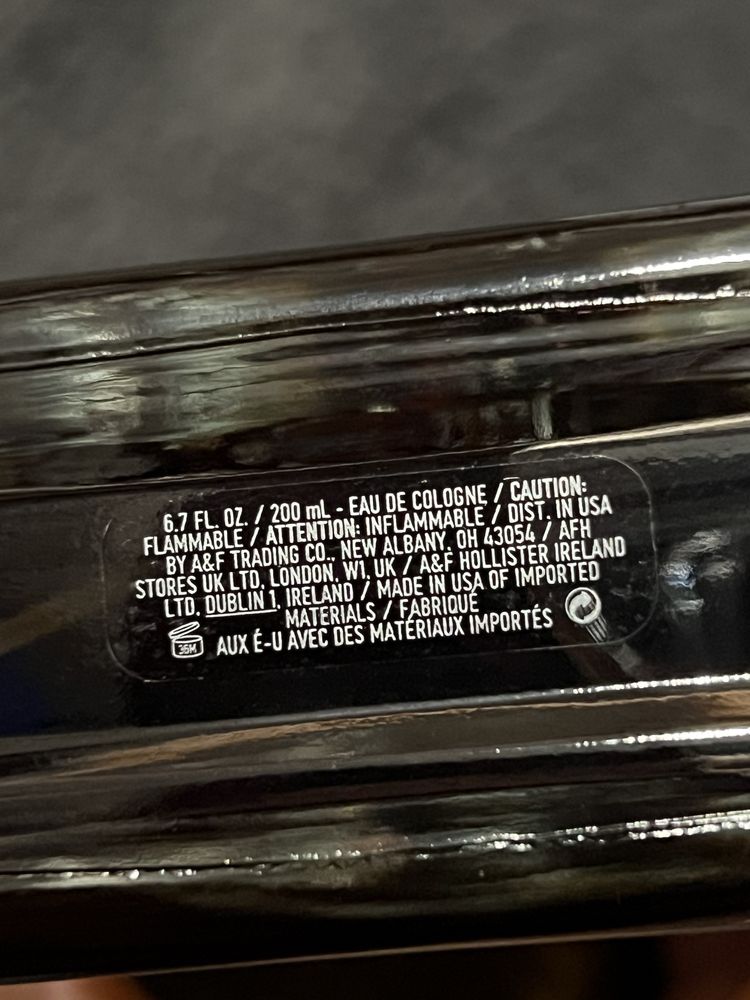 6.7 FL. OZ. / 200 mL - EAU DE COLOGNE / CAUTION:
FLAMMABLE / ATTENTION: INFLAMMABLE / DIST. IN USA
BY A&F TRADING CO., NEW ALBANY, OH 43054 / AFH
STORES UK LTD, LONDON, W1, UK / A&F HOLLISTER IRELAND
LTD, DUBLIN 1, IRELAND / MADE IN USA OF IMPORTED
MATERIALS / FABRIQUÉ
AUX É-U AVEC DES MATÉRIAUX IMPORTÉS
36M